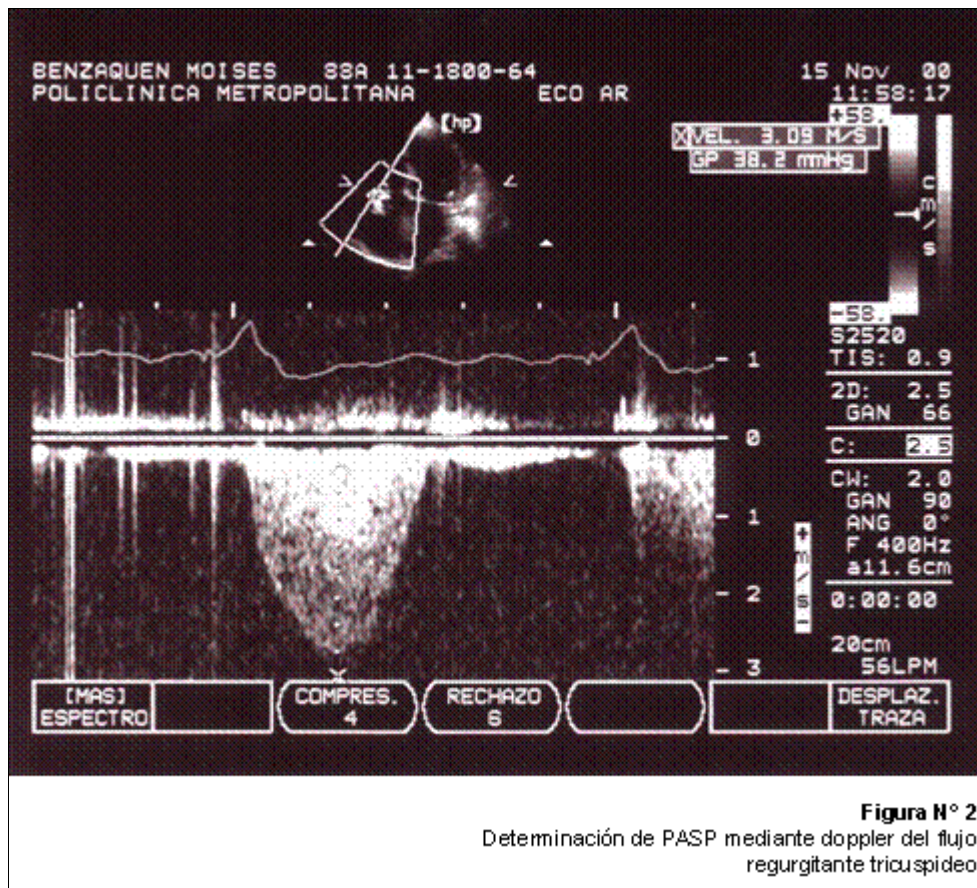 BENZAQUEN MOISES SSA 11-1800-64 15 Nov 00
POLICLINICA METROPOLITANA ECO AR 11:58:17
[hp]
+58.
XVEL. 3.09 M/S
GP 38.2 mmHg
cm/s
-58.
S2520
TIS: 0.9
2D: 2.5
GAN 66
C: 2.5
CW: 2.0
GAN 90
ANG 0°
F 400Hz
a11.6cm
0:00:00
20cm
56LPM
1
0
1
2
3
+m/s-
[MAS] ESPECTRO
COMPRES. 4
RECHAZO 6
DESPLAZ. TRAZA
Figura N° 2
Determinación de PASP mediante doppler del flujo
regurgitante tricuspideo